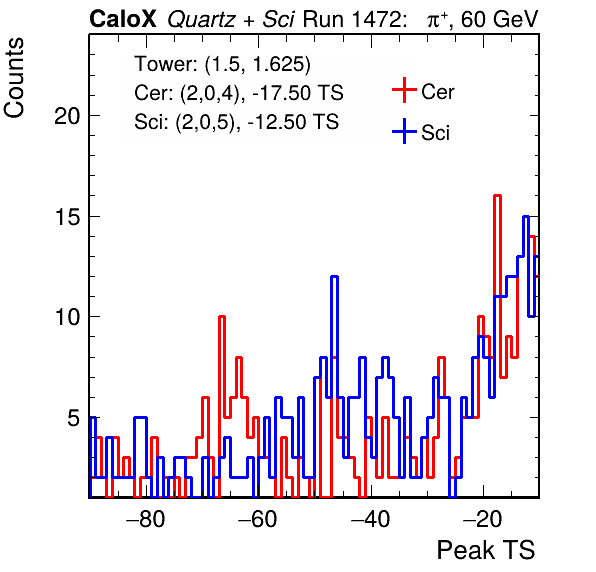 CaloX Quartz + Sci Run 1472: π⁺, 60 GeV
Counts
Tower: (1.5, 1.625)
Cer: (2,0,4), -17.50 TS
Sci: (2,0,5), -12.50 TS
Cer
Sci
20
15
10
5
−80 −60 −40 −20
Peak TS